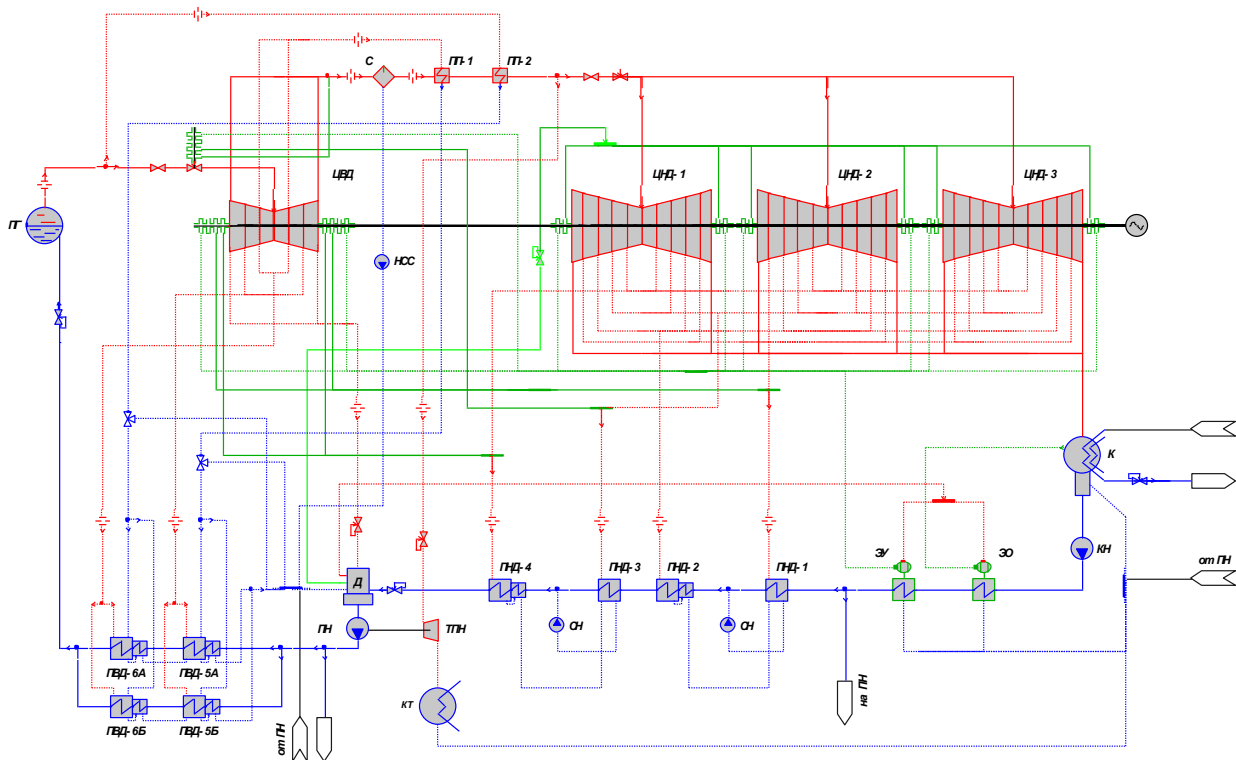 С
ПП-1
ПП-2
ЦВД
ЦНД-1
ЦНД-2
ЦНД-3
ПГ
НСС
К
КН
от ПН
ЭУ
ЭО
ПНД-4
ПНД-3
ПНД-2
ПНД-1
Д
ПН
ТПН
СН
СН
ПВД-6А
ПВД-5А
на ПН
КТ
ПВД-6Б
ПВД-5Б
от ПН